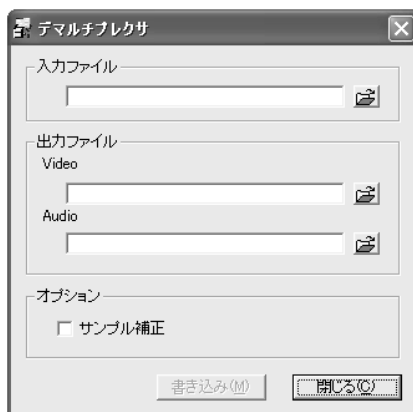 デマルチプレクサ
入力ファイル
出力ファイル
Video
Audio
オプション
サンプル補正
書き込み(M)
閉じる(C)